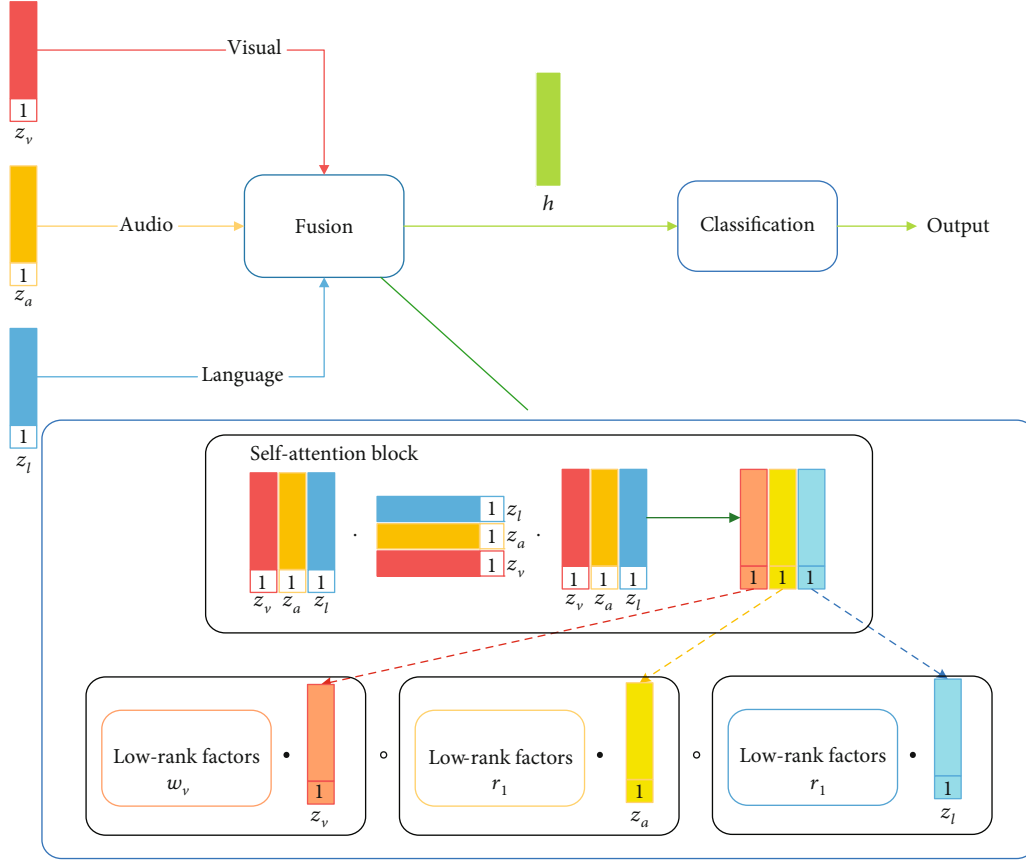 1
z_v
Visual
1
z_a
Audio
1
z_l
Language
Fusion
h
Classification
Output
Self-attention block
1 1 1
z_v z_a z_l
·
1 z_l
1 z_a
1 z_v
·
1 1 1
z_v z_a z_l
1 1 1
Low-rank factors
w_v
•
1
z_v
∘
Low-rank factors
r_1
•
1
z_a
∘
Low-rank factors
r_1
•
1
z_l